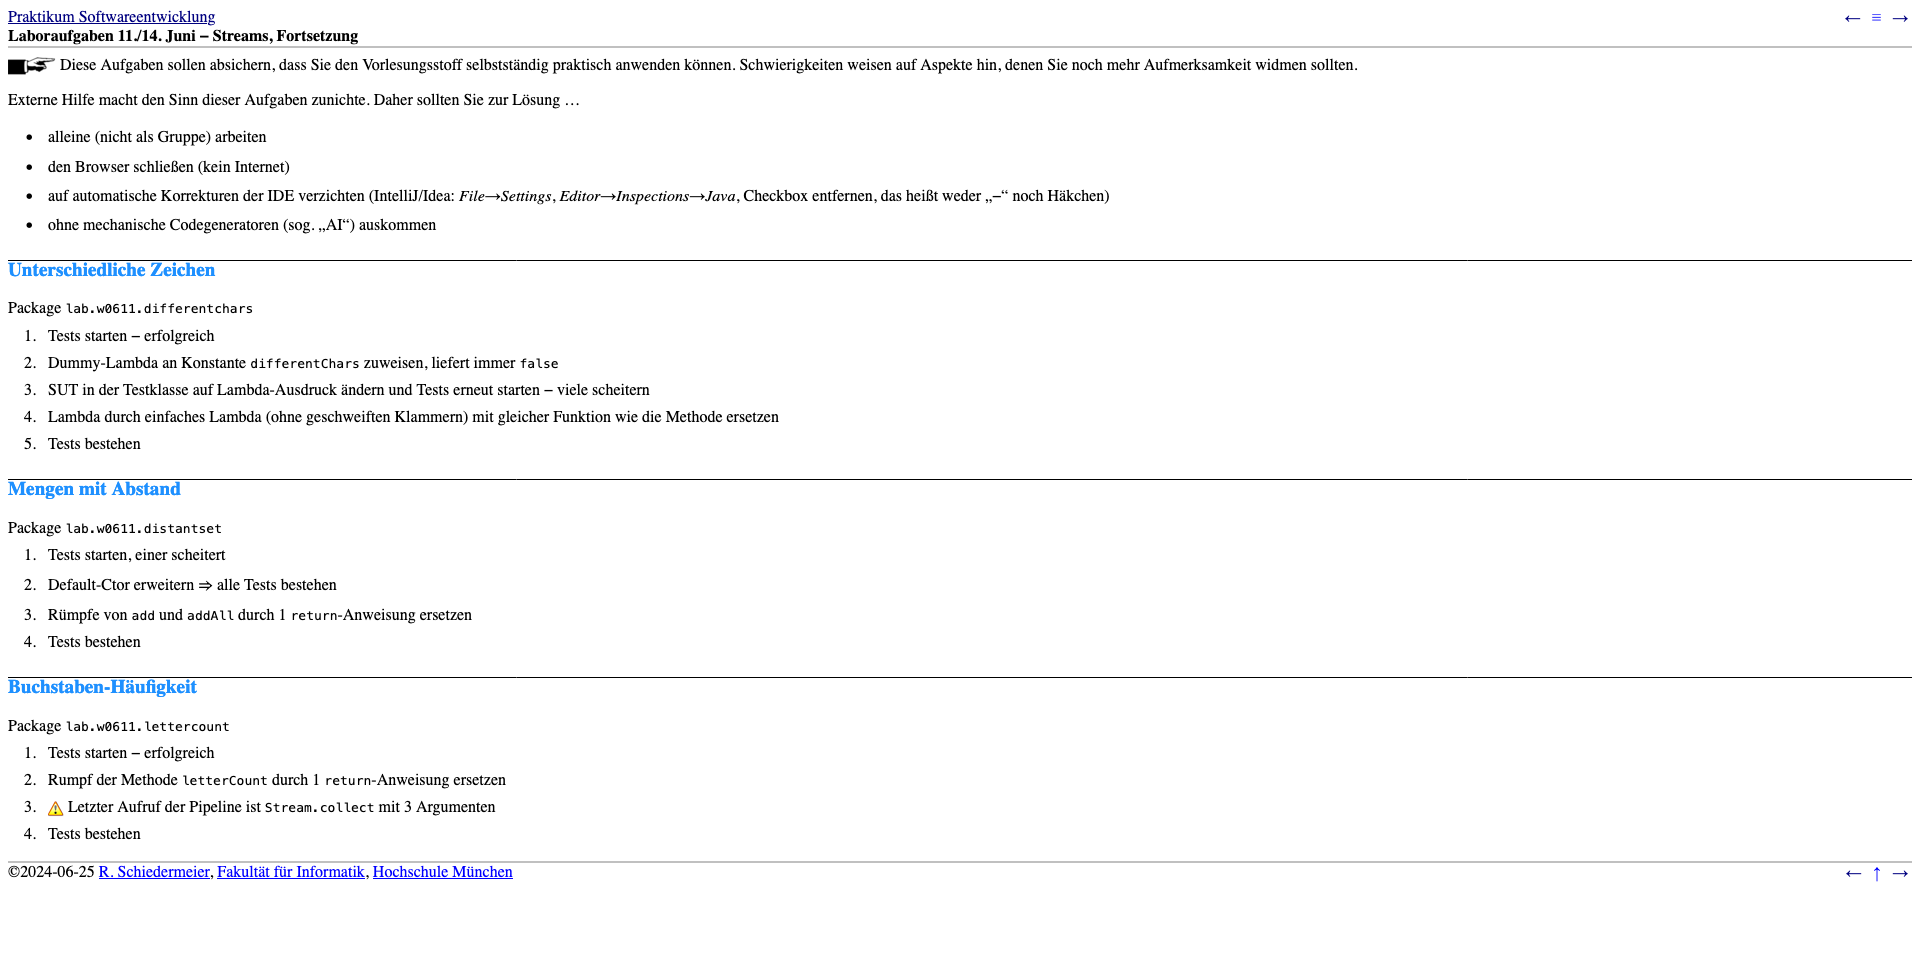 Praktikum Softwareentwicklung ← ≡ →
Laboraufgaben 11./14. Juni – Streams, Fortsetzung
Diese Aufgaben sollen absichern, dass Sie den Vorlesungsstoff selbstständig praktisch anwenden können. Schwierigkeiten weisen auf Aspekte hin, denen Sie noch mehr Aufmerksamkeit widmen sollten.
Externe Hilfe macht den Sinn dieser Aufgaben zunichte. Daher sollten Sie zur Lösung …
• alleine (nicht als Gruppe) arbeiten
• den Browser schließen (kein Internet)
• auf automatische Korrekturen der IDE verzichten (IntelliJ/Idea: File→Settings, Editor→Inspections→Java, Checkbox entfernen, das heißt weder „–“ noch Häkchen)
• ohne mechanische Codegeneratoren (sog. „AI“) auskommen
Unterschiedliche Zeichen
Package lab.w0611.differentchars
1. Tests starten – erfolgreich
2. Dummy-Lambda an Konstante differentChars zuweisen, liefert immer false
3. SUT in der Testklasse auf Lambda-Ausdruck ändern und Tests erneut starten – viele scheitern
4. Lambda durch einfaches Lambda (ohne geschweiften Klammern) mit gleicher Funktion wie die Methode ersetzen
5. Tests bestehen
Mengen mit Abstand
Package lab.w0611.distantset
1. Tests starten, einer scheitert
2. Default-Ctor erweitern ⇒ alle Tests bestehen
3. Rümpfe von add und addAll durch 1 return-Anweisung ersetzen
4. Tests bestehen
Buchstaben-Häufigkeit
Package lab.w0611.lettercount
1. Tests starten – erfolgreich
2. Rumpf der Methode letterCount durch 1 return-Anweisung ersetzen
3. ⚠ Letzter Aufruf der Pipeline ist Stream.collect mit 3 Argumenten
4. Tests bestehen
©2024-06-25 R. Schiedermeier, Fakultät für Informatik, Hochschule München ← ↑ →